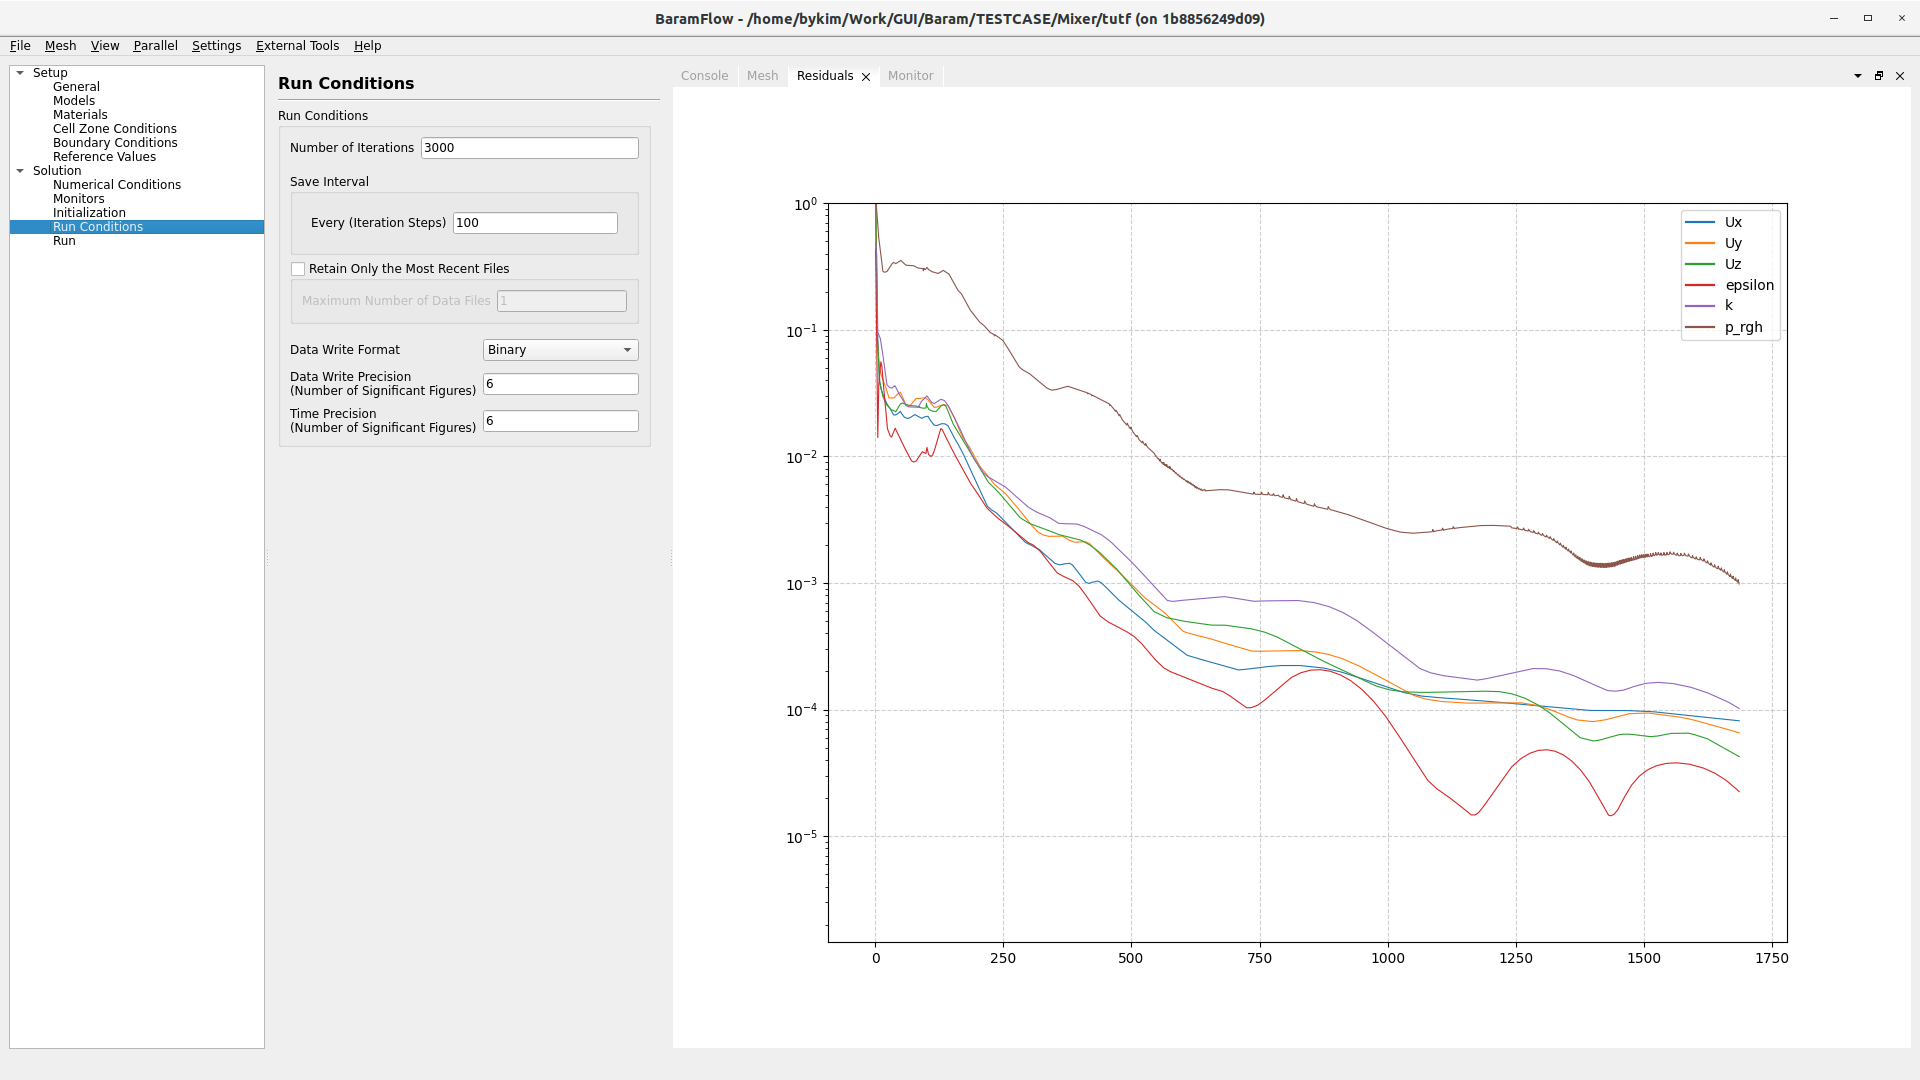 BaramFlow - /home/bykim/Work/GUI/Baram/TESTCASE/Mixer/tutf (on 1b8856249d09)
File Mesh View Parallel Settings External Tools Help
Setup
General
Models
Materials
Cell Zone Conditions
Boundary Conditions
Reference Values
Solution
Numerical Conditions
Monitors
Initialization
Run Conditions
Run
Run Conditions
Run Conditions
Number of Iterations 3000
Save Interval
Every (Iteration Steps) 100
Retain Only the Most Recent Files
Maximum Number of Data Files 1
Data Write Format Binary
Data Write Precision
(Number of Significant Figures) 6
Time Precision
(Number of Significant Figures) 6
Console Mesh Residuals Monitor
10⁰
10⁻¹
10⁻²
10⁻³
10⁻⁴
10⁻⁵
0 250 500 750 1000 1250 1500 1750
Ux
Uy
Uz
epsilon
k
p_rgh